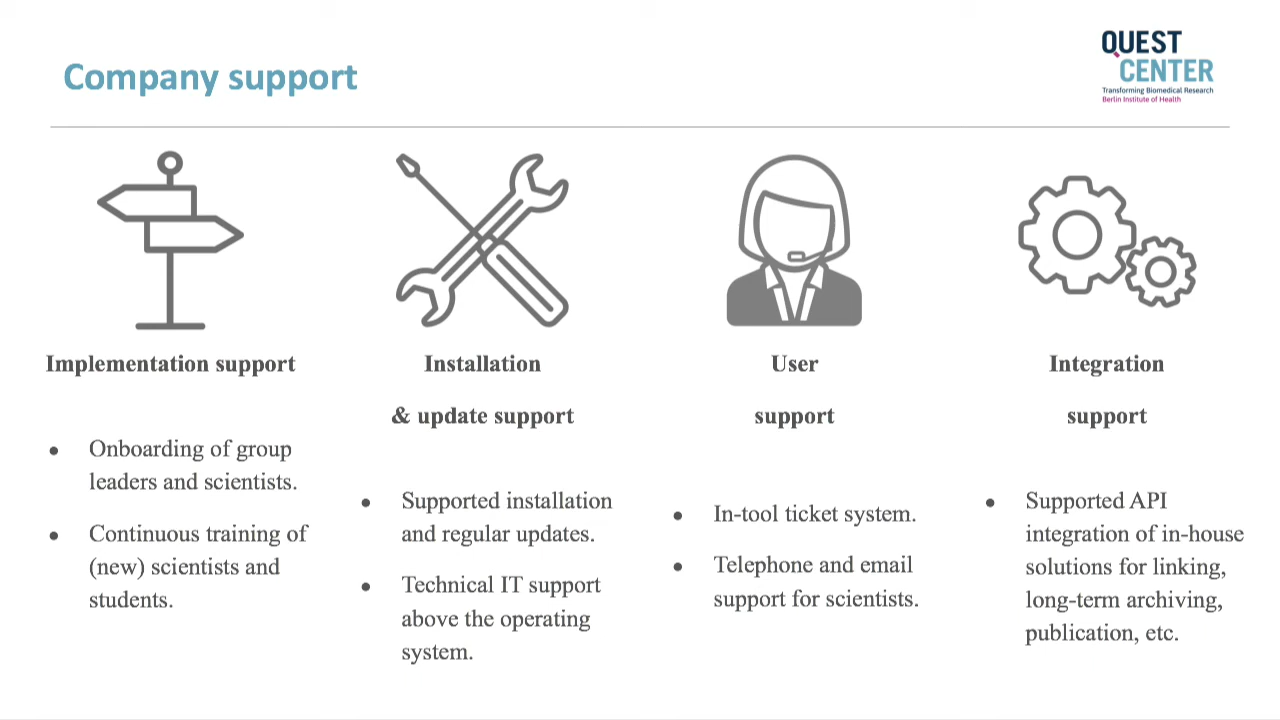 Company support
QUEST
CENTER
Transforming Biomedical Research
Berlin Institute of Health
Implementation support
• Onboarding of group
leaders and scientists.
• Continuous training of
(new) scientists and
students.
Installation
& update support
• Supported installation
and regular updates.
• Technical IT support
above the operating
system.
User
support
• In-tool ticket system.
• Telephone and email
support for scientists.
Integration
support
• Supported API
integration of in-house
solutions for linking,
long-term archiving,
publication, etc.